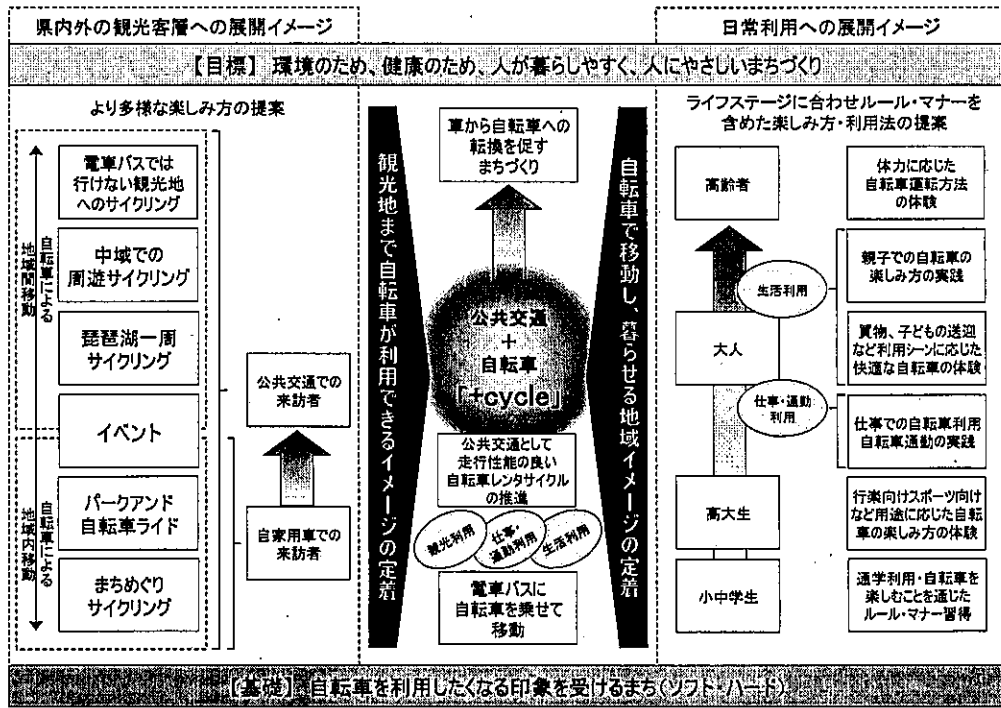 県内外の観光客層への展開イメージ
日常利用への展開イメージ
【目標】 環境のため、健康のため、人が暮らしやすく、人にやさしいまちづくり
より多様な楽しみ方の提案
自転車による
地域間移動
電車バスでは
行けない観光地
へのサイクリング
中域での
周遊サイクリング
琵琶湖一周
サイクリング
イベント
自転車による
地域内移動
パークアンド
自転車ライド
まちめぐり
サイクリング
公共交通での
来訪者
自家用車での
来訪者
観光地まで自転車が利用できるイメージの定着
車から自転車への
転換を促す
まちづくり
公共交通
+
自転車
「+cycle」
公共交通として
走行性能の良い
自転車レンタサイクル
の推進
観光利用
仕事・
通勤利用
生活利用
電車バスに
自転車を乗せて
移動
自転車で移動し、暮らせる地域イメージの定着
ライフステージに合わせルール・マナーを
含めた楽しみ方・利用法の提案
高齢者
体力に応じた
自転車運転方法
の体験
生活利用
親子での自転車の
楽しみ方の実践
大人
買物、子どもの送迎
など利用シーンに応じた
快適な自転車の体験
仕事・通勤
利用
仕事での自転車利用
自転車通勤の実践
高大生
行楽向けスポーツ向け
など用途に応じた自転
車の楽しみ方の体験
小中学生
通学利用・自転車を
楽しむことを通じた
ルール・マナー習得
【基礎】 自転車を利用したくなる印象を受けるまち（ソフト・ハード）